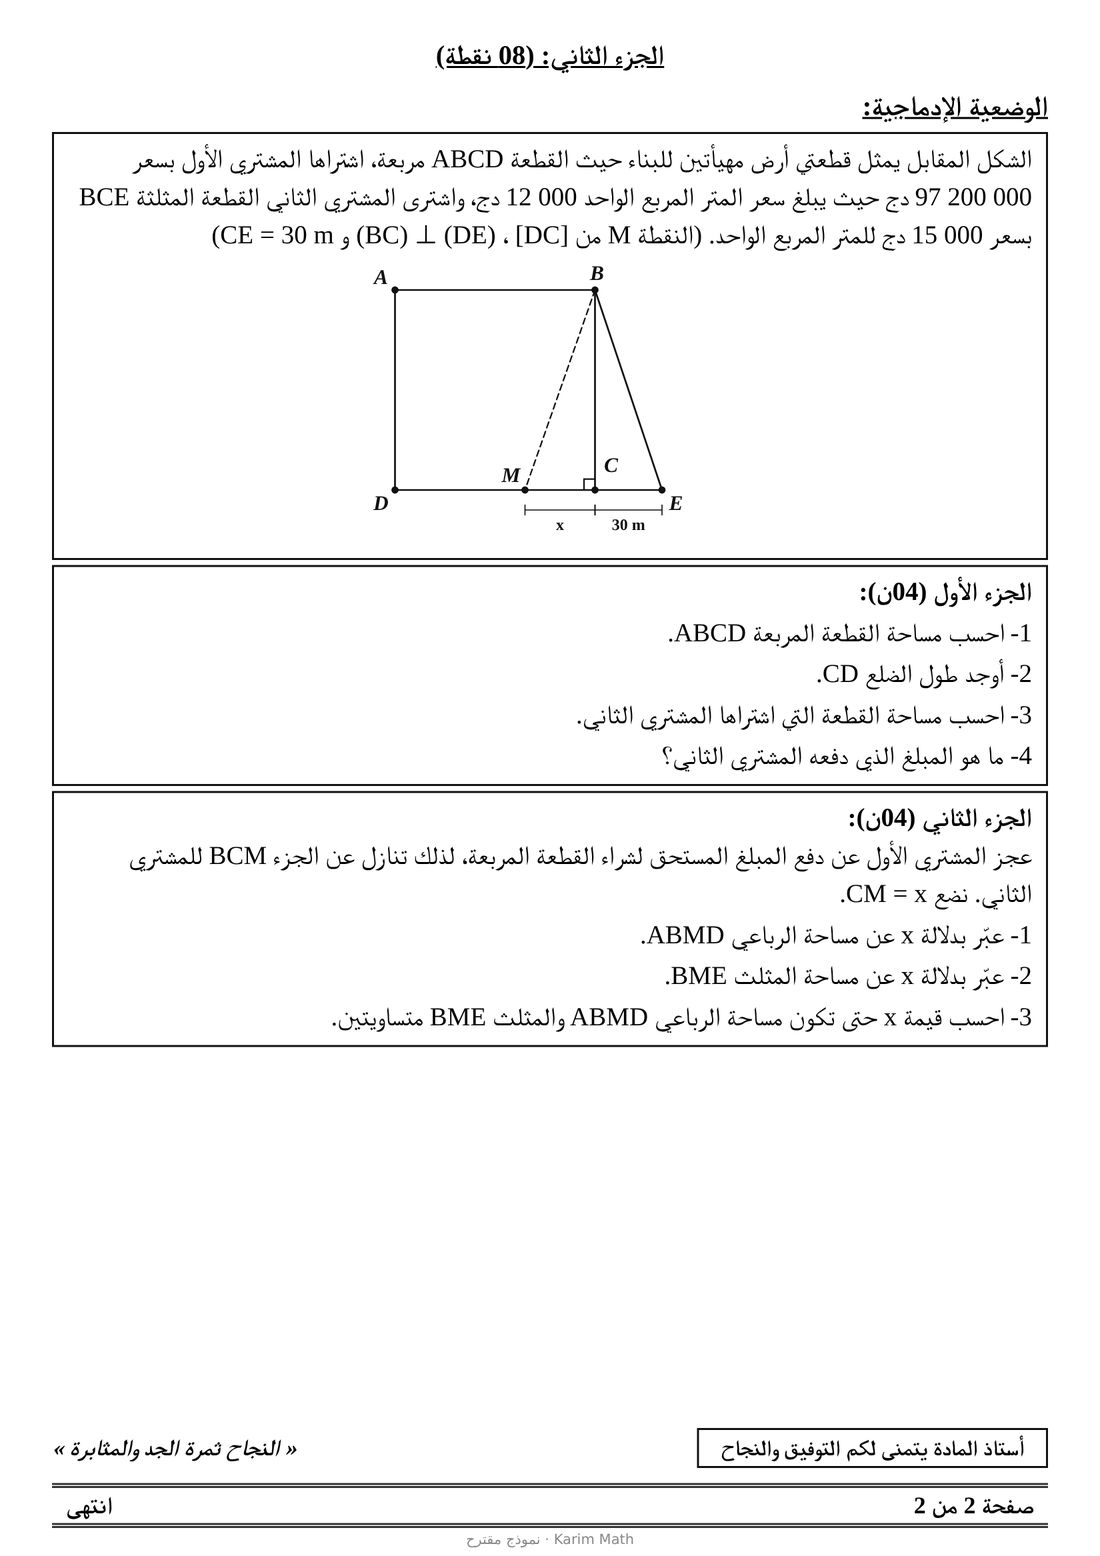 الجزء الثاني: (08 نقطة)
الوضعية الإدماجية:
الشكل المقابل يمثل قطعتي أرض مهيأتين للبناء حيث القطعة ABCD مربعة، اشتراها المشتري الأول بسعر
97 200 000 دج حيث يبلغ سعر المتر المربع الواحد 12 000 دج، واشترى المشتري الثاني القطعة المثلثة BCE
بسعر 15 000 دج للمتر المربع الواحد. (النقطة M من [DC] ، (BC) ⊥ (DE) و CE = 30 m)
A
B
M
C
D
E
x
30 m
الجزء الأول (04ن):
1- احسب مساحة القطعة المربعة ABCD.
2- أوجد طول الضلع CD.
3- احسب مساحة القطعة التي اشتراها المشتري الثاني.
4- ما هو المبلغ الذي دفعه المشتري الثاني؟
الجزء الثاني (04ن):
عجز المشتري الأول عن دفع المبلغ المستحق لشراء القطعة المربعة، لذلك تنازل عن الجزء BCM للمشتري
الثاني. نضع CM = x.
1- عبّر بدلالة x عن مساحة الرباعي ABMD.
2- عبّر بدلالة x عن مساحة المثلث BME.
3- احسب قيمة x حتى تكون مساحة الرباعي ABMD والمثلث BME متساويتين.
أستاذ المادة يتمنى لكم التوفيق والنجاح
« النجاح ثمرة الجد والمثابرة »
صفحة 2 من 2
انتهى
نموذج مقترح · Karim Math